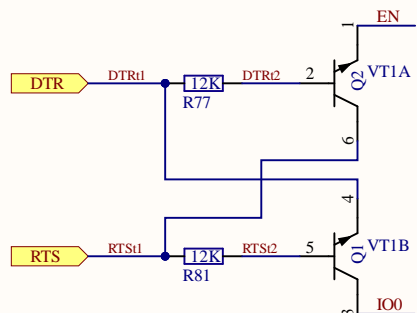 1 EN
DTR DTRt1 12K DTRt2 2 Q2 VT1A
R77
6
4
RTS RTSt1 12K RTSt2 5 Q1 VT1B
R81
IO0